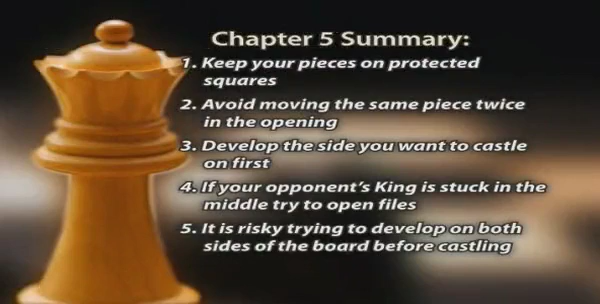 Chapter 5 Summary:
1. Keep your pieces on protected
squares
2. Avoid moving the same piece twice
in the opening
3. Develop the side you want to castle
on first
4. If your opponent's King is stuck in the
middle try to open files
5. It is risky trying to develop on both
sides of the board before castling